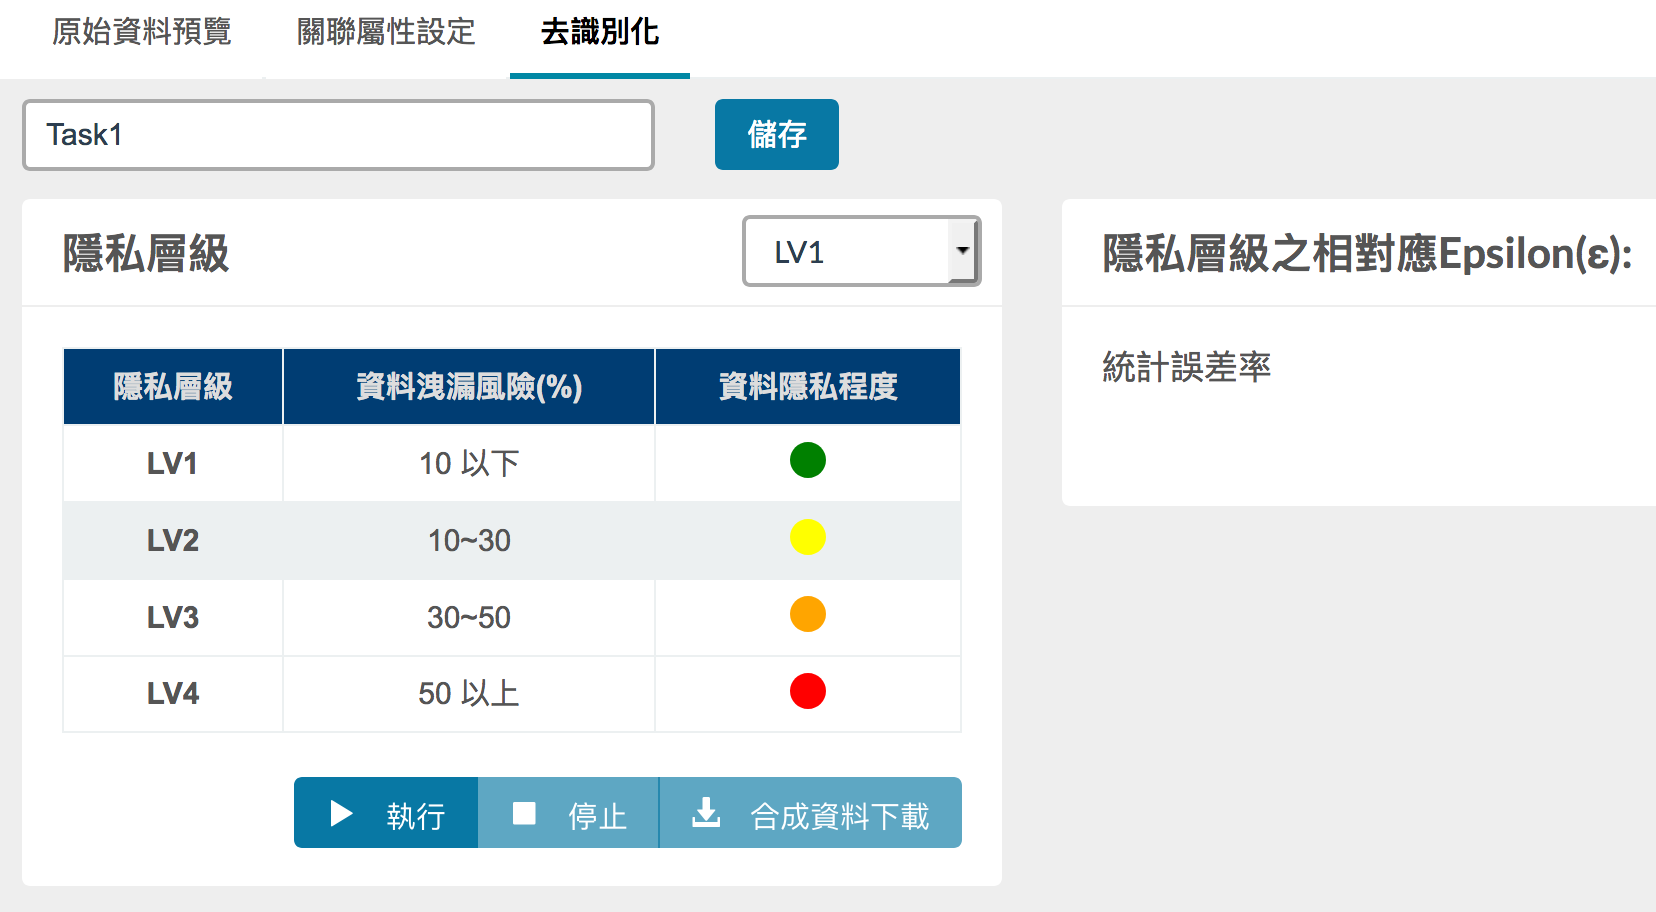 原始資料預覽 關聯屬性設定 去識別化
Task1 儲存
隱私層級 LV1
隱私層級之相對應Epsilon(ε):
統計誤差率
隱私層級 資料洩漏風險(%) 資料隱私程度
LV1 10 以下
LV2 10~30
LV3 30~50
LV4 50 以上
執行 停止 合成資料下載